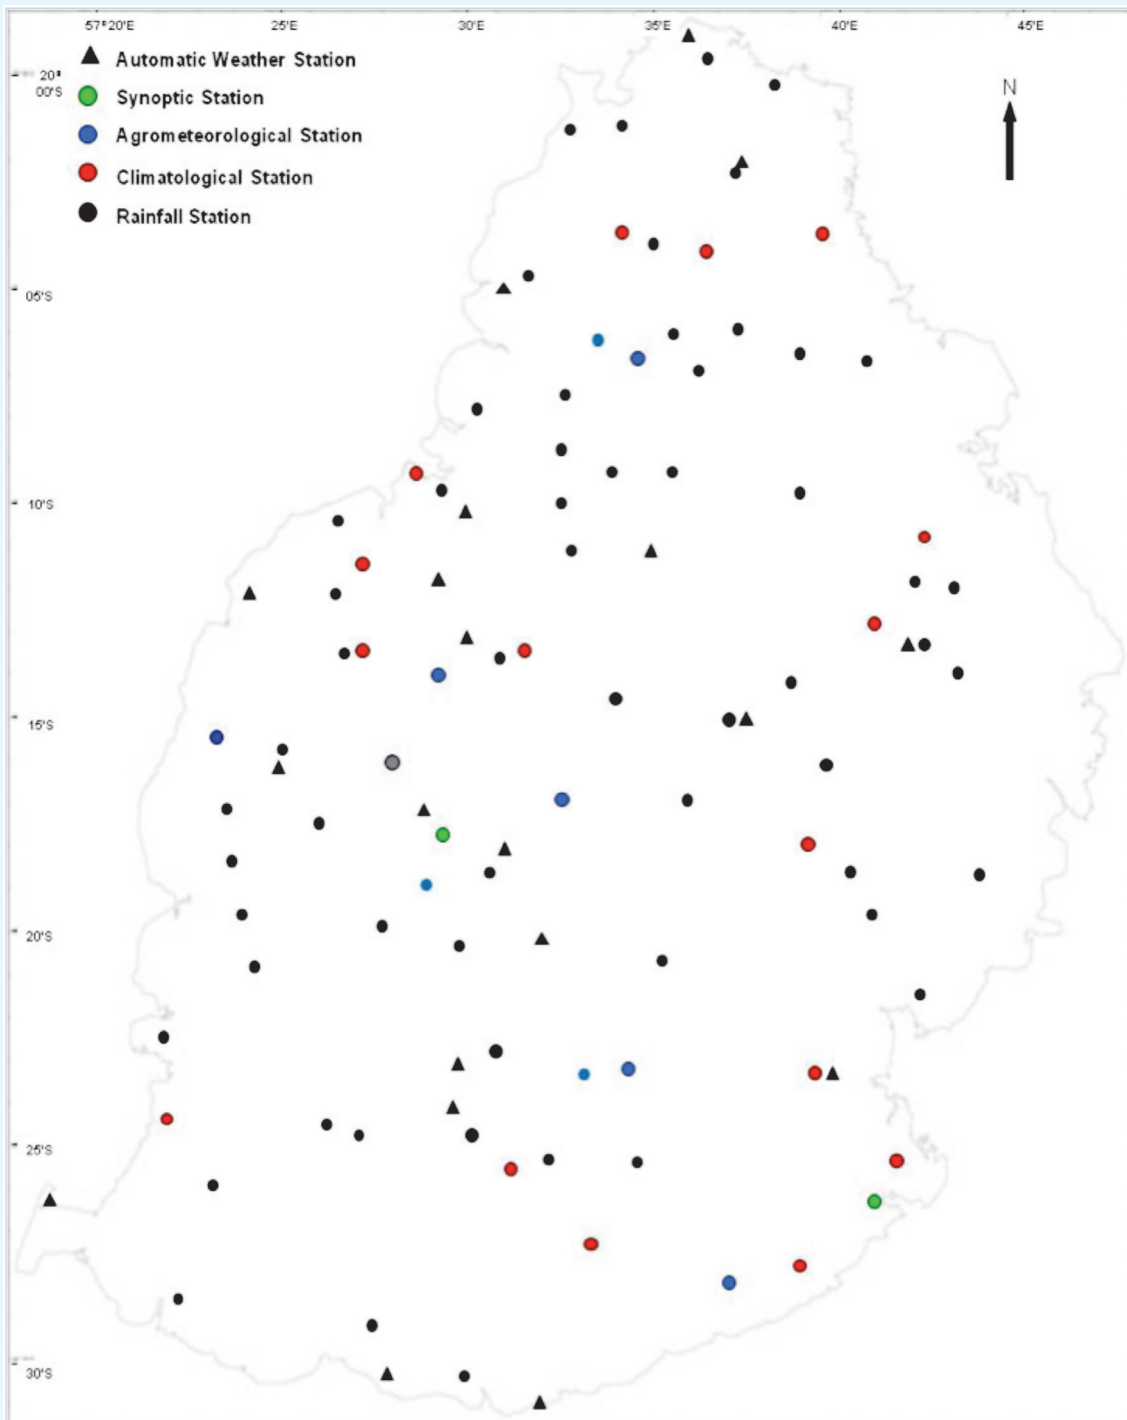 57°20'E 25'E 30'E 35'E 40'E 45'E
Automatic Weather Station
20°
00'S
Synoptic Station
Agrometeorological Station
Climatological Station
Rainfall Station
N
05'S
10'S
15'S
20'S
25'S
30'S